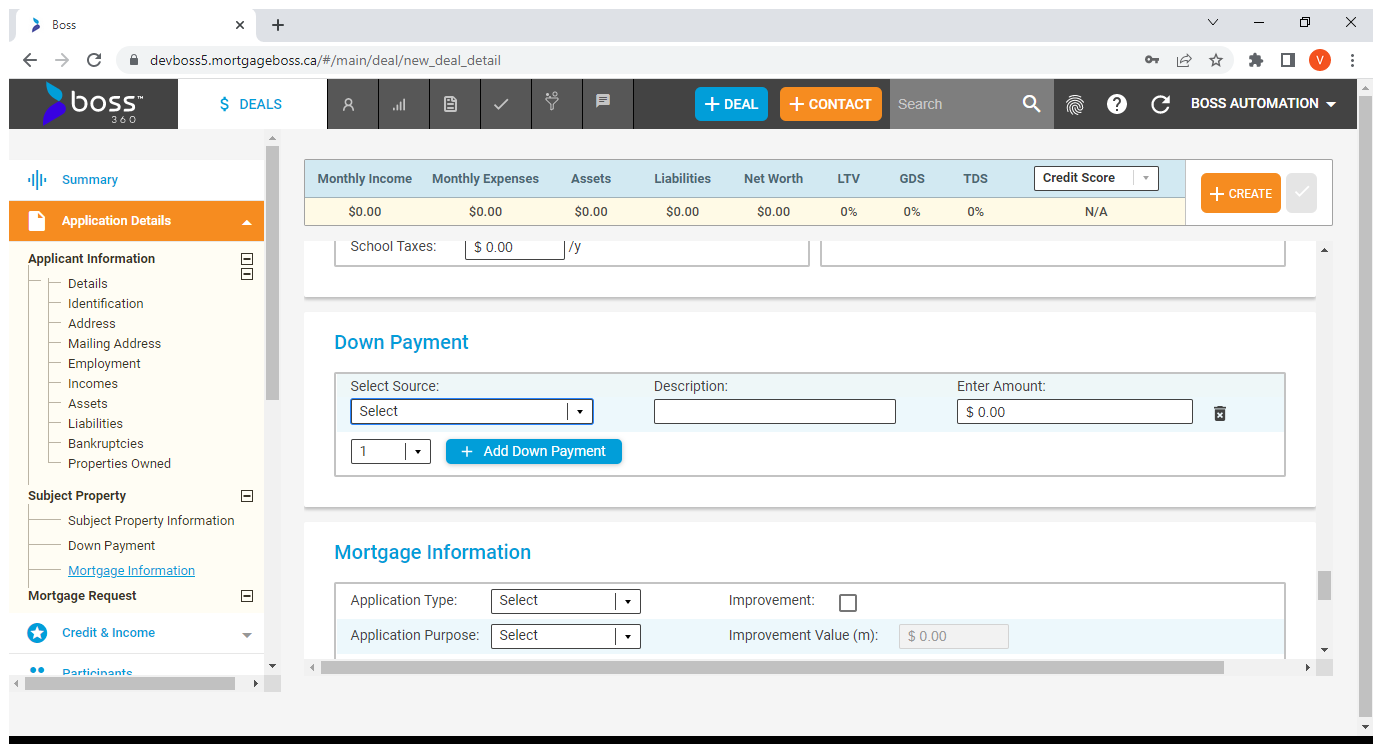 Boss
devboss5.mortgageboss.ca/#/main/deal/new_deal_detail
V
boss™
360
$ DEALS
+ DEAL
+ CONTACT
Search
?
BOSS AUTOMATION
Summary
Application Details
Applicant Information
Details
Identification
Address
Mailing Address
Employment
Incomes
Assets
Liabilities
Bankruptcies
Properties Owned
Subject Property
Subject Property Information
Down Payment
Mortgage Information
Mortgage Request
Credit & Income
Participants
Monthly Income Monthly Expenses Assets Liabilities Net Worth LTV GDS TDS Credit Score
$0.00 $0.00 $0.00 $0.00 $0.00 0% 0% 0% N/A
+ CREATE
School Taxes: $ 0.00 /y
Down Payment
Select Source: Description: Enter Amount:
Select $ 0.00
1 + Add Down Payment
Mortgage Information
Application Type: Select Improvement:
Application Purpose: Select Improvement Value (m): $ 0.00